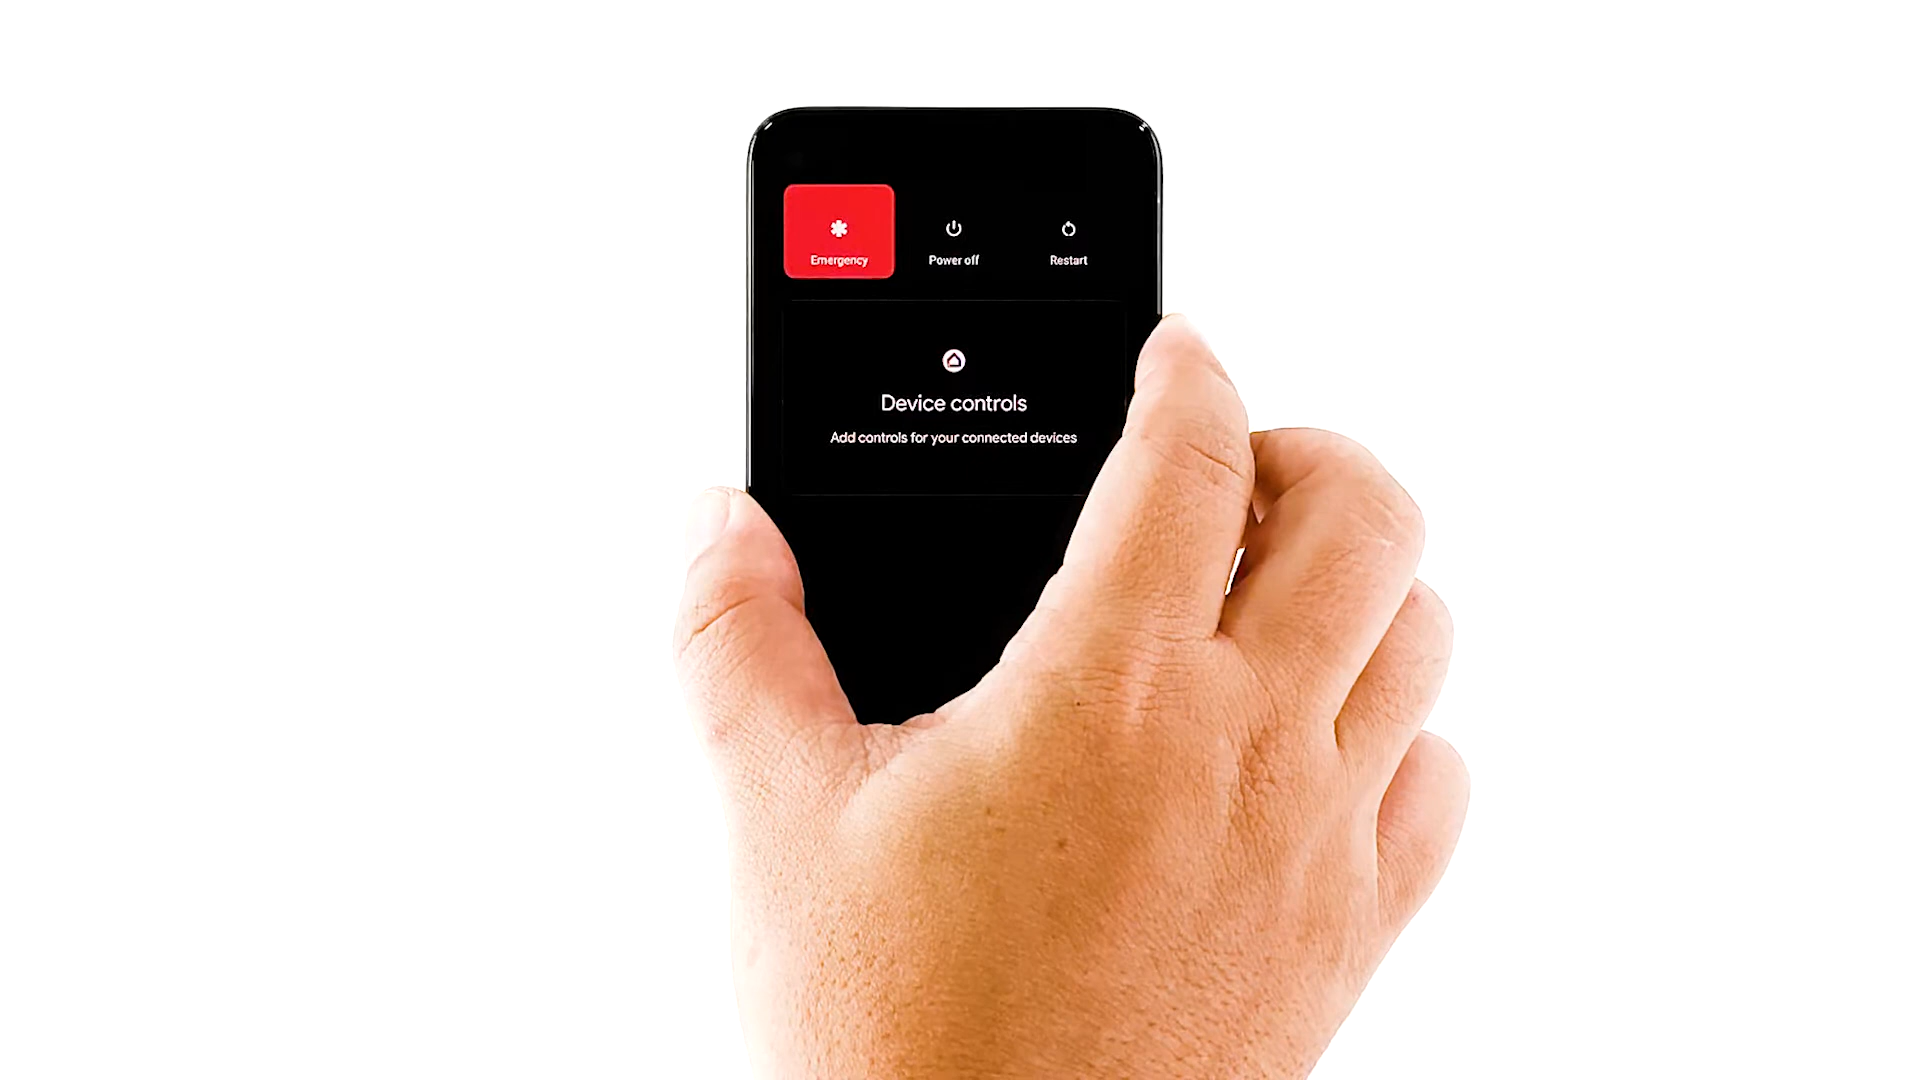 Emergency
Power off
Restart
Device controls
Add controls for your connected devices